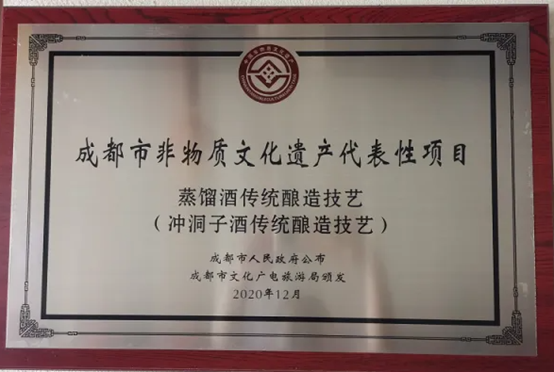 成都市非物质文化遗产代表性项目
蒸馏酒传统酿造技艺
（冲洞子酒传统酿造技艺）
成都市人民政府公布
成都市文化广电旅游局颁发
2020年12月